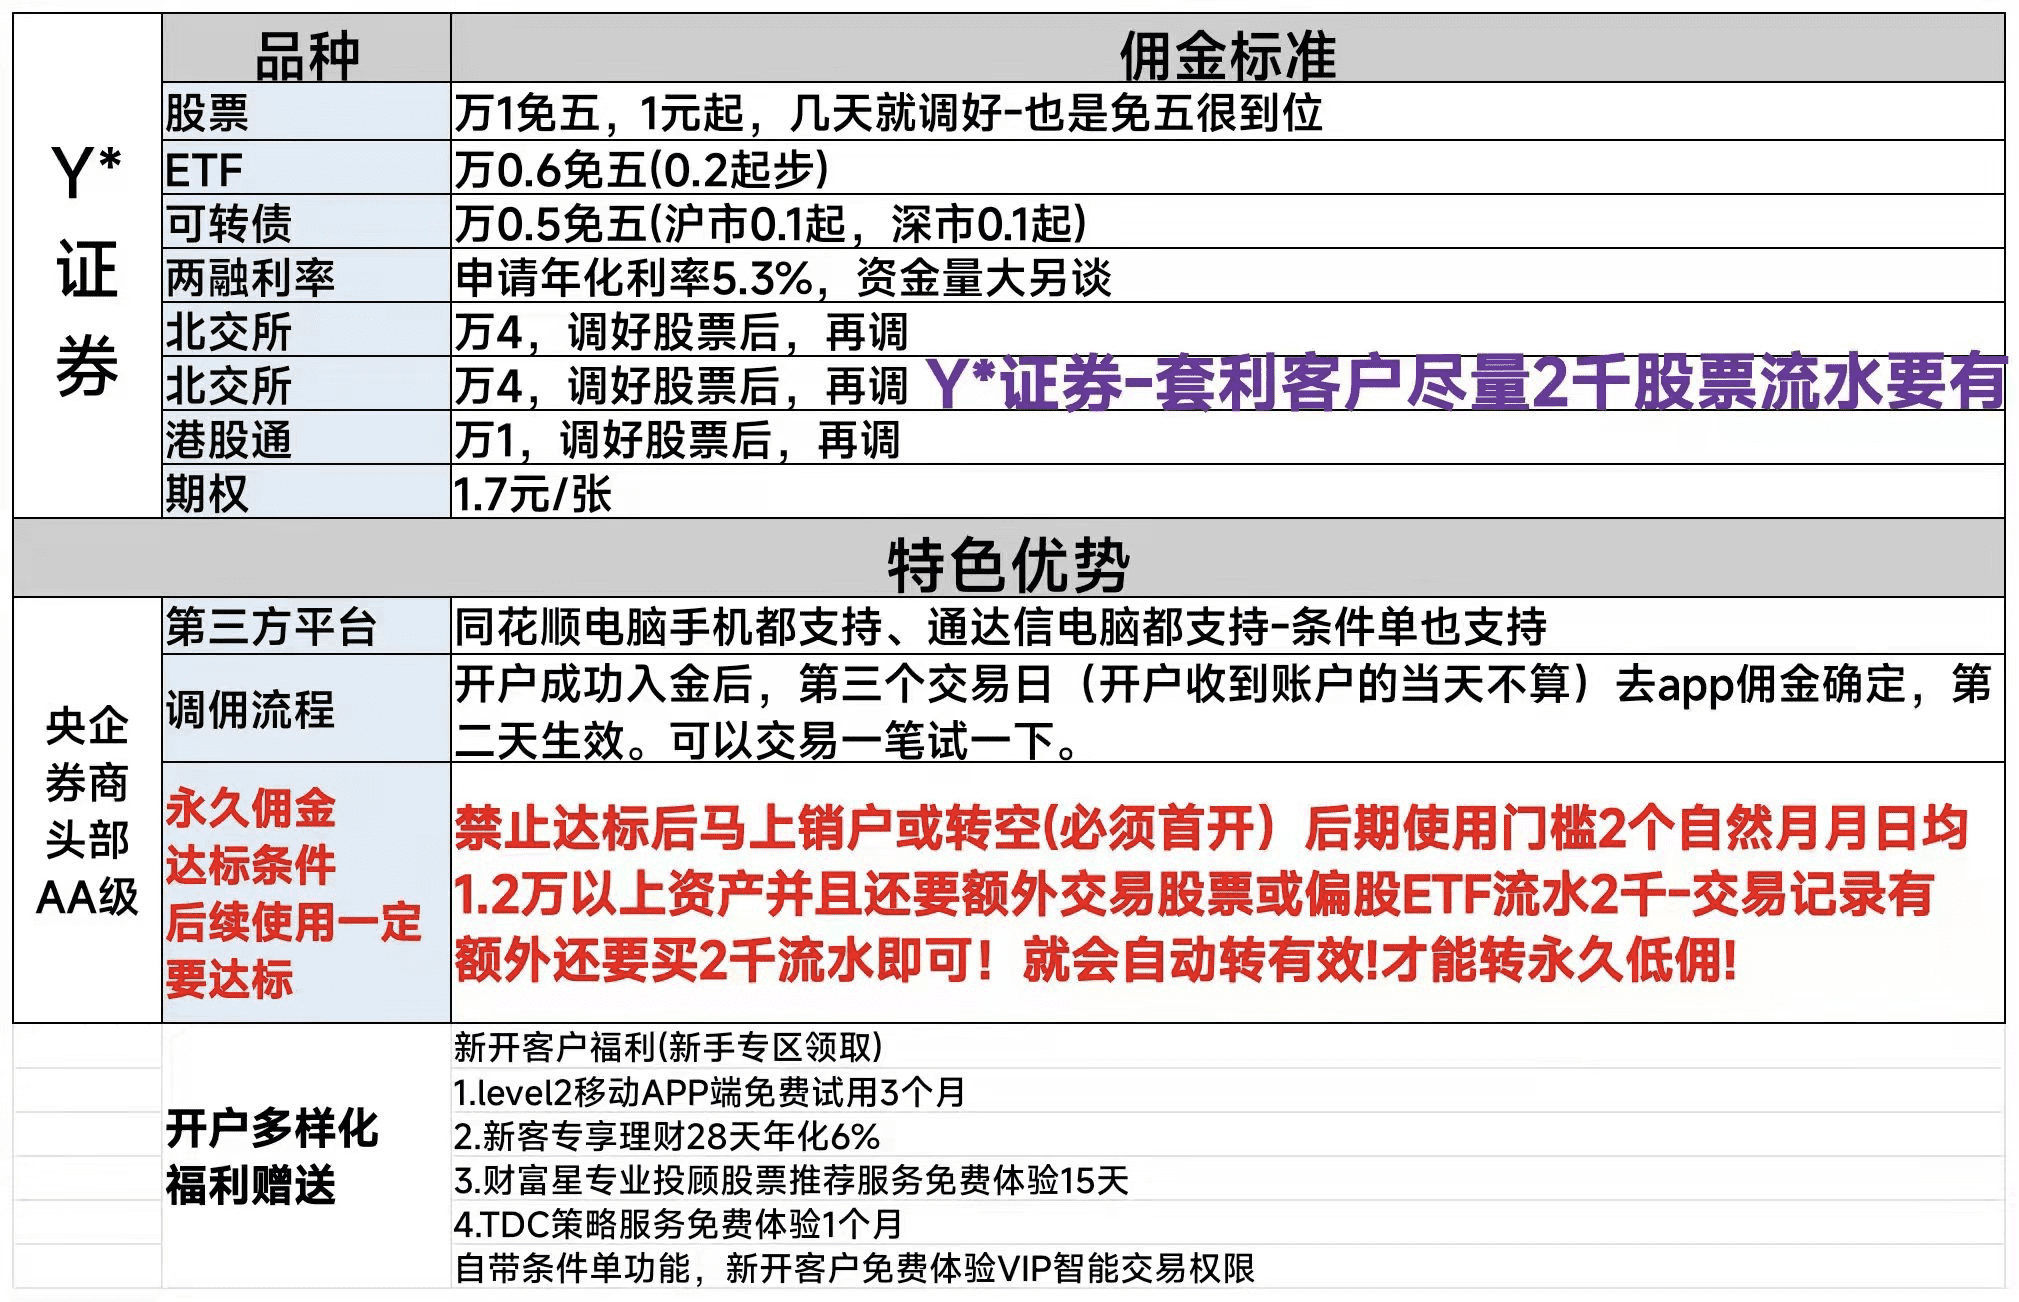 Y*
证
券
品种
佣金标准
股票
万1免五，1元起，几天就调好-也是免五很到位
ETF
万0.6免五(0.2起步)
可转债
万0.5免五(沪市0.1起，深市0.1起)
两融利率
申请年化利率5.3%，资金量大另谈
北交所
万4，调好股票后，再调
北交所
万4，调好股票后，再调
Y*证券-套利客户尽量2千股票流水要有
港股通
万1，调好股票后，再调
期权
1.7元/张
特色优势
央企
券商
头部
AA级
第三方平台
同花顺电脑手机都支持、通达信电脑都支持-条件单也支持
调佣流程
开户成功入金后，第三个交易日（开户收到账户的当天不算）去app佣金确定，第
二天生效。可以交易一笔试一下。
永久佣金
达标条件
后续使用一定
要达标
禁止达标后马上销户或转空(必须首开）后期使用门槛2个自然月月日均
1.2万以上资产并且还要额外交易股票或偏股ETF流水2千-交易记录有
额外还要买2千流水即可！就会自动转有效!才能转永久低佣!
开户多样化
福利赠送
新开客户福利(新手专区领取)
1.level2移动APP端免费试用3个月
2.新客专享理财28天年化6%
3.财富星专业投顾股票推荐服务免费体验15天
4.TDC策略服务免费体验1个月
自带条件单功能，新开客户免费体验VIP智能交易权限